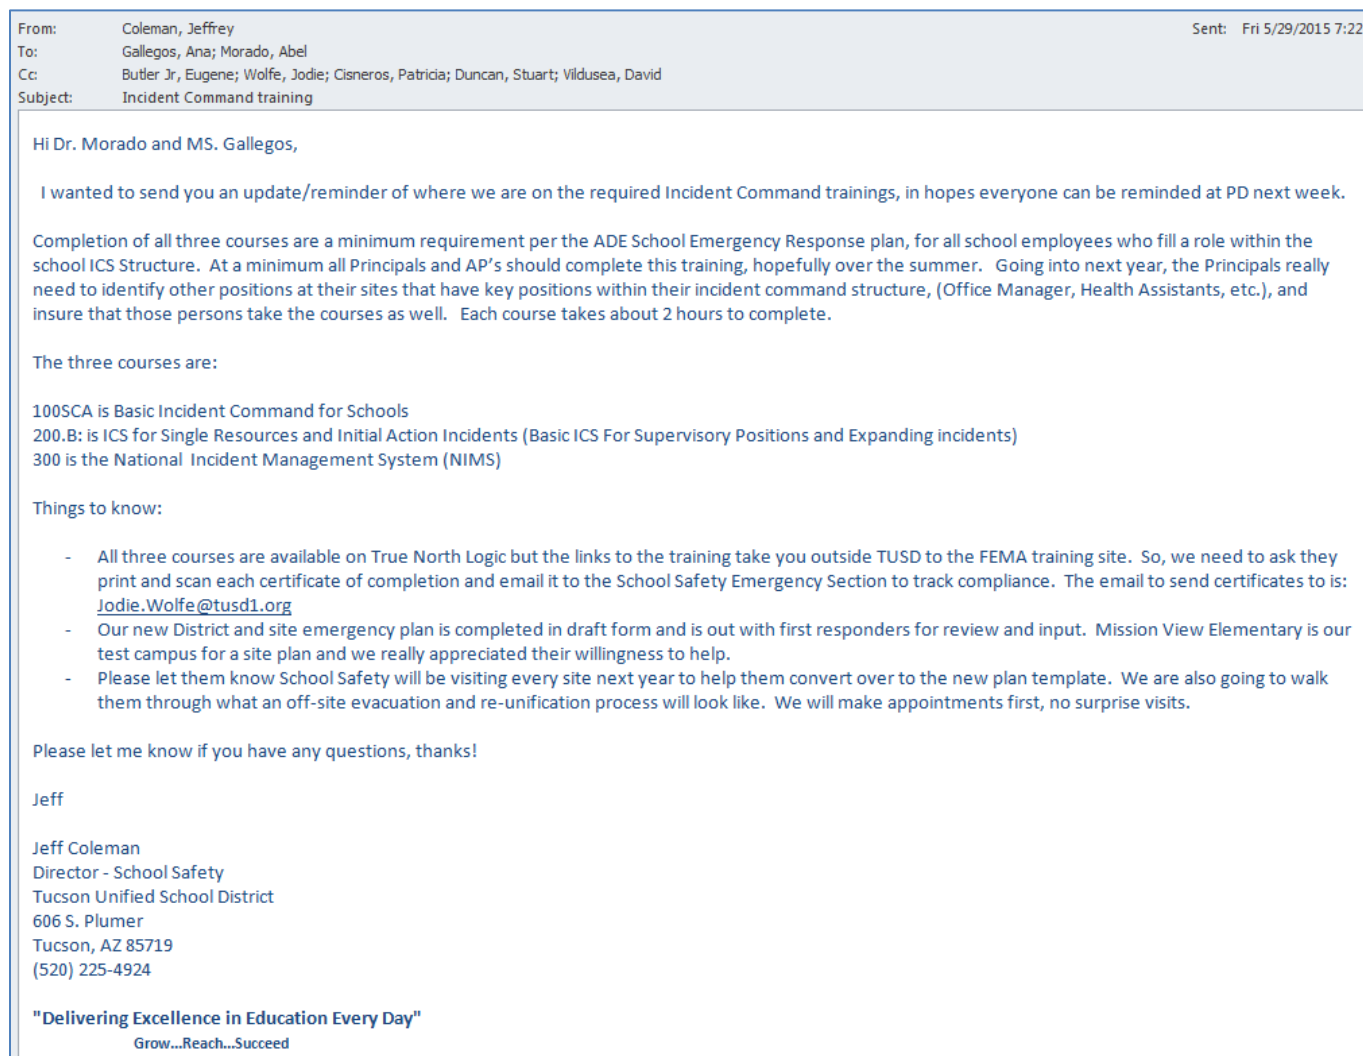 From: Coleman, Jeffrey Sent: Fri 5/29/2015 7:22
To: Gallegos, Ana; Morado, Abel
Cc: Butler Jr, Eugene; Wolfe, Jodie; Cisneros, Patricia; Duncan, Stuart; Vildusea, David
Subject: Incident Command training
Hi Dr. Morado and MS. Gallegos,
I wanted to send you an update/reminder of where we are on the required Incident Command trainings, in hopes everyone can be reminded at PD next week.
Completion of all three courses are a minimum requirement per the ADE School Emergency Response plan, for all school employees who fill a role within the
school ICS Structure. At a minimum all Principals and AP's should complete this training, hopefully over the summer. Going into next year, the Principals really
need to identify other positions at their sites that have key positions within their incident command structure, (Office Manager, Health Assistants, etc.), and
insure that those persons take the courses as well. Each course takes about 2 hours to complete.
The three courses are:
100SCA is Basic Incident Command for Schools
200.B: is ICS for Single Resources and Initial Action Incidents (Basic ICS For Supervisory Positions and Expanding incidents)
300 is the National Incident Management System (NIMS)
Things to know:
- All three courses are available on True North Logic but the links to the training take you outside TUSD to the FEMA training site. So, we need to ask they
print and scan each certificate of completion and email it to the School Safety Emergency Section to track compliance. The email to send certificates to is:
Jodie.Wolfe@tusd1.org
- Our new District and site emergency plan is completed in draft form and is out with first responders for review and input. Mission View Elementary is our
test campus for a site plan and we really appreciated their willingness to help.
- Please let them know School Safety will be visiting every site next year to help them convert over to the new plan template. We are also going to walk
them through what an off-site evacuation and re-unification process will look like. We will make appointments first, no surprise visits.
Please let me know if you have any questions, thanks!
Jeff
Jeff Coleman
Director - School Safety
Tucson Unified School District
606 S. Plumer
Tucson, AZ 85719
(520) 225-4924
"Delivering Excellence in Education Every Day"
Grow...Reach...Succeed